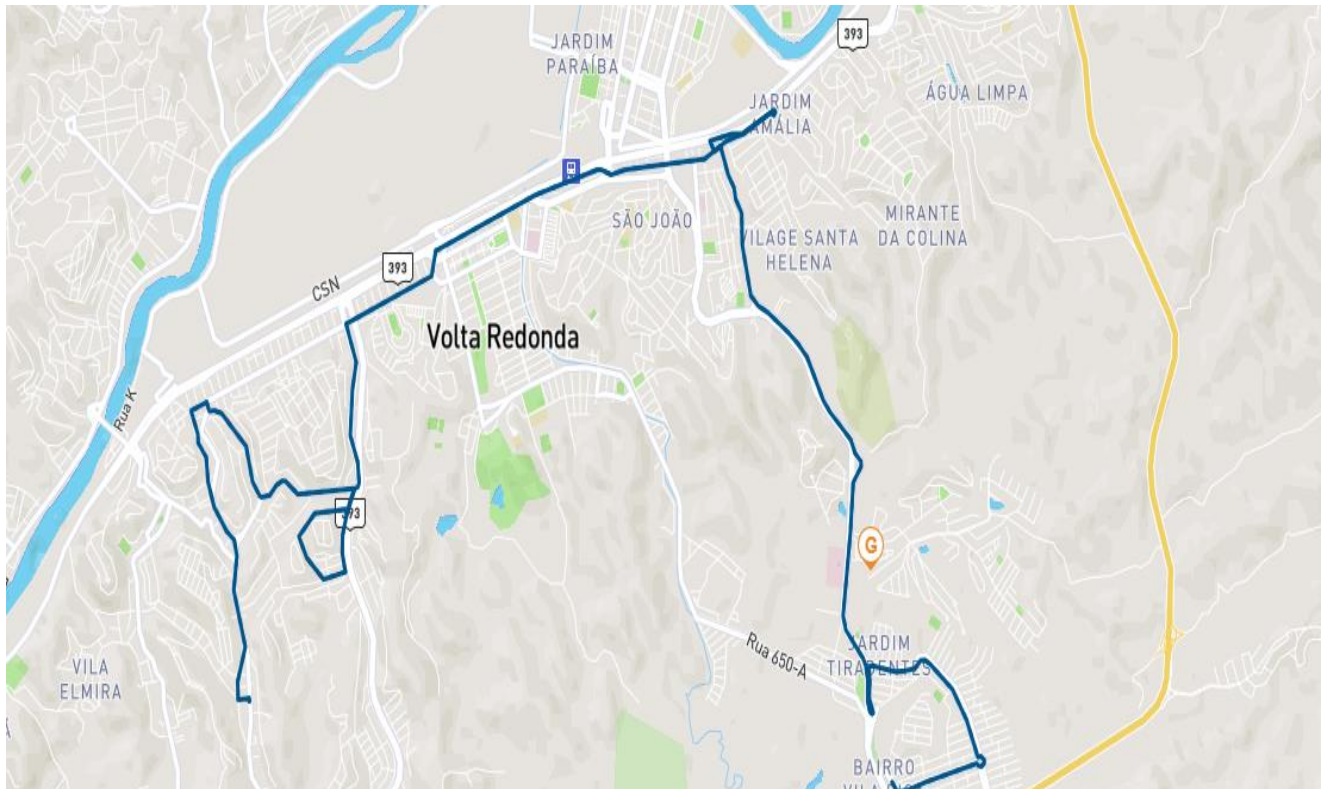 393
JARDIM
PARAÍBA
ÁGUA LIMPA
JARDIM
AMÁLIA
SÃO JOÃO
MIRANTE
DA COLINA
VILAGE SANTA
HELENA
393
CSN
Volta Redonda
Rua K
393
G
Rua 650-A
JARDIM
TIRADENTES
VILA
ELMIRA
BAIRRO